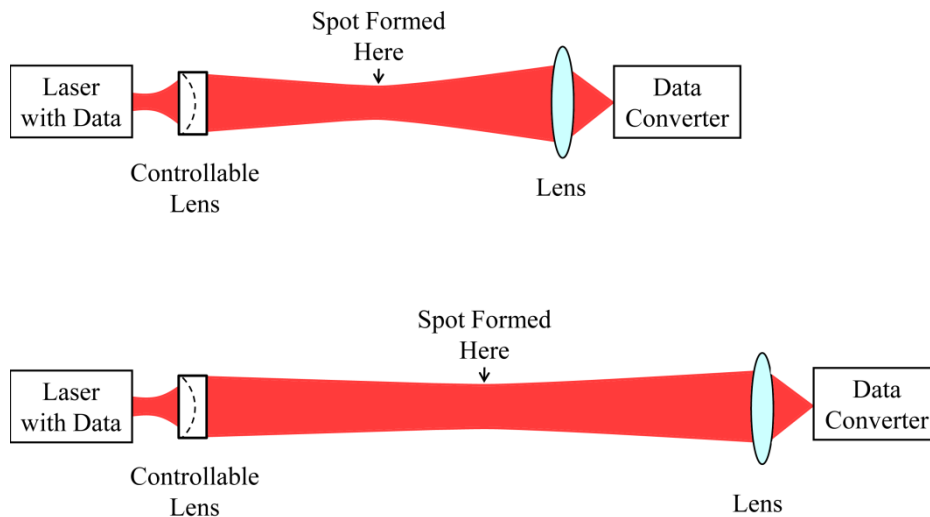 Spot Formed
Here
Laser
with Data
Data
Converter
Controllable
Lens
Lens
Spot Formed
Here
Laser
with Data
Data
Converter
Controllable
Lens
Lens